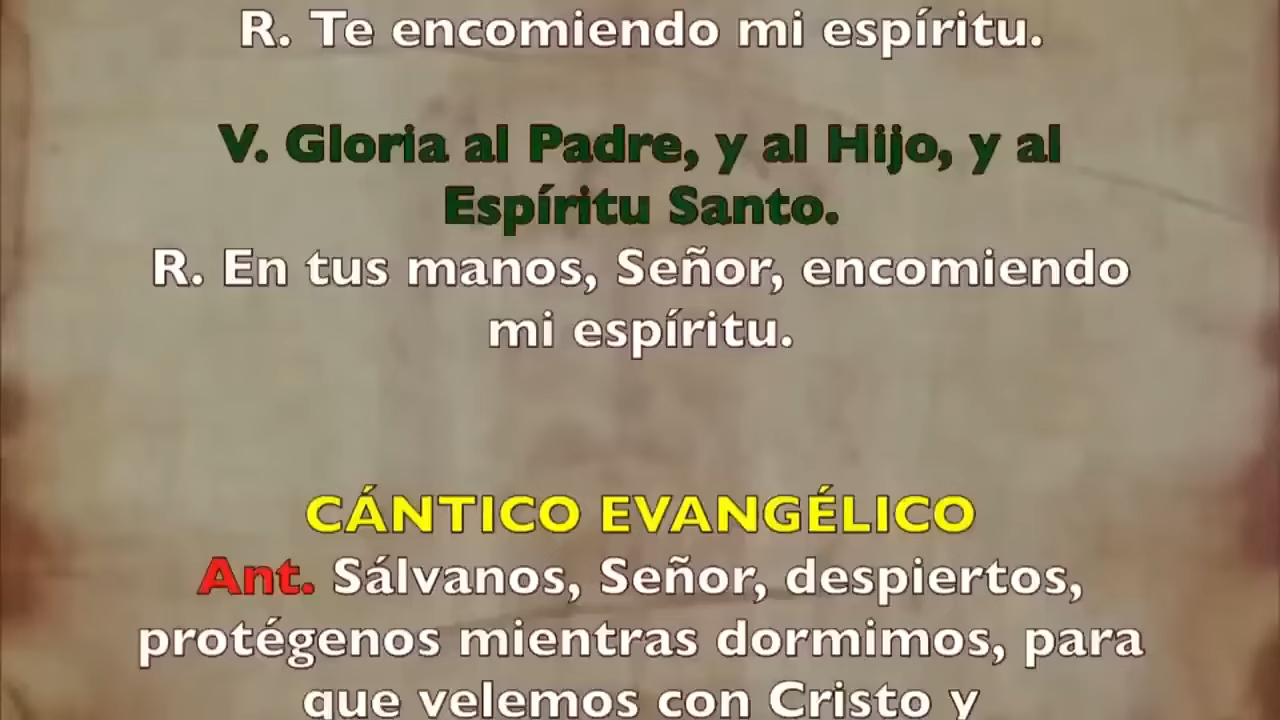 R. Te encomiendo mi espíritu.
V. Gloria al Padre, y al Hijo, y al
Espíritu Santo.
R. En tus manos, Señor, encomiendo
mi espíritu.
CÁNTICO EVANGÉLICO
Ant. Sálvanos, Señor, despiertos,
protégenos mientras dormimos, para
que velemos con Cristo y